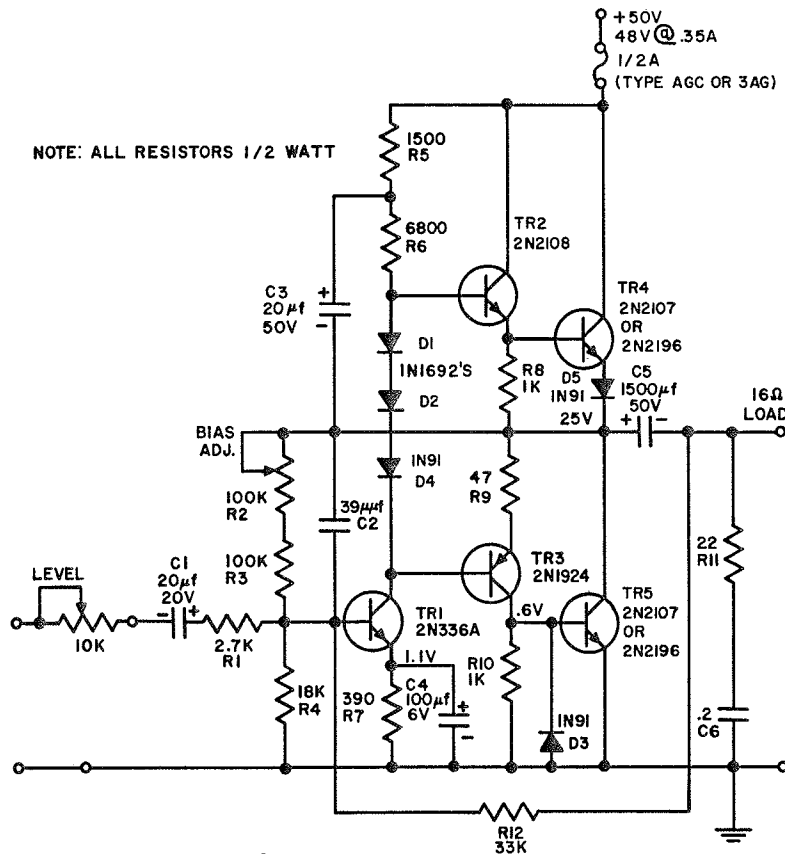 +50V
48V@.35A
1/2A
(TYPE AGC OR 3AG)
NOTE: ALL RESISTORS 1/2 WATT
1500
R5
6800
R6
TR2
2N2108
C3
20µf
50V
+
-
D1
1N1692'S
D2
R8
1K
TR4
2N2107
OR
2N2196
D5
1N91
C5
1500µf
50V
+
-
25V
16Ω
LOAD
BIAS
ADJ.
1N91
D4
47
R9
100K
R2
39µµf
C2
100K
R3
LEVEL
10K
C1
20µf
20V
-
+
2.7K
R1
TR1
2N336A
TR3
2N1924
.6V
TR5
2N2107
OR
2N2196
22
R11
1.1V
18K
R4
390
R7
C4
100µf
6V
+
-
R10
1K
1N91
D3
.2
C6
R12
33K